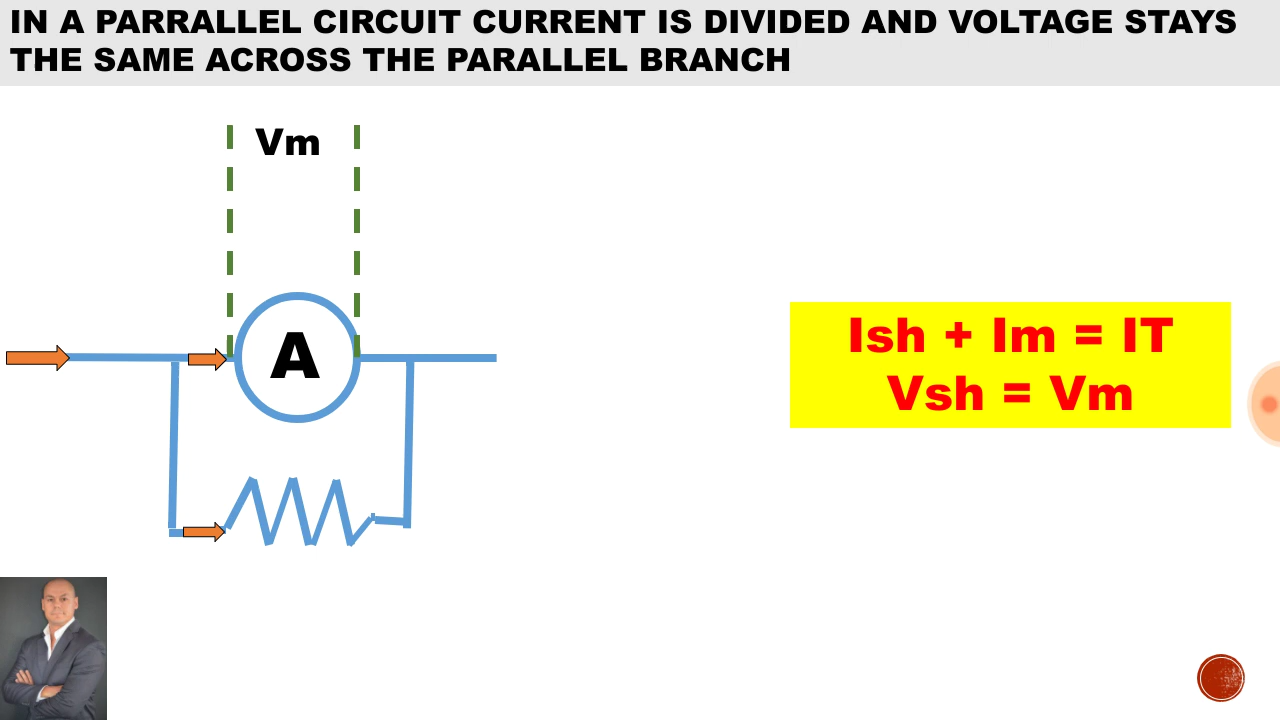 IN A PARRALLEL CIRCUIT CURRENT IS DIVIDED AND VOLTAGE STAYS
THE SAME ACROSS THE PARALLEL BRANCH
Vm
A
Ish + Im = IT
Vsh = Vm